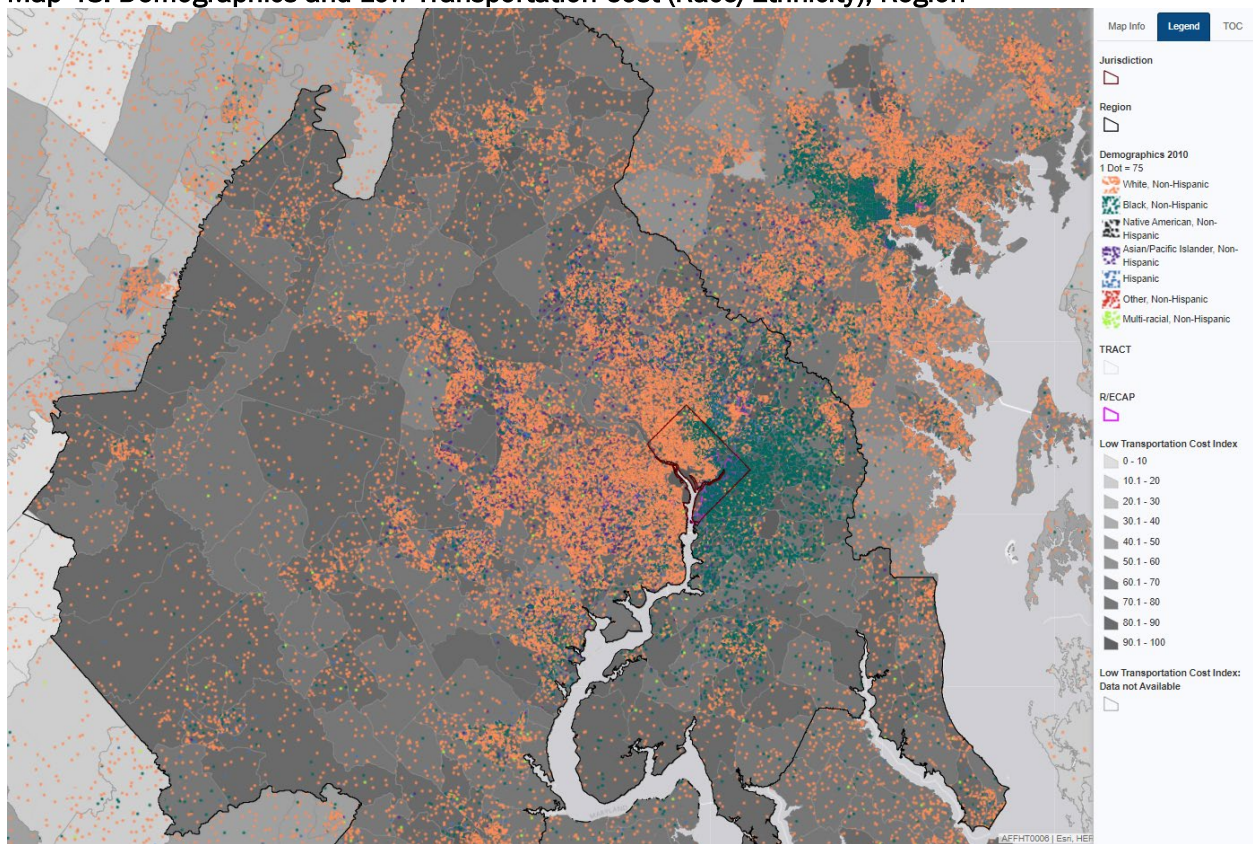 Map 48: Demographics and Low Transportation Cost (Race/Ethnicity), Region
Map Info
Legend
TOC
Jurisdiction
Region
Demographics 2010
1 Dot = 75
White, Non-Hispanic
Black, Non-Hispanic
Native American, Non-
Hispanic
Asian/Pacific Islander, Non-
Hispanic
Hispanic
Other, Non-Hispanic
Multi-racial, Non-Hispanic
TRACT
R/ECAP
Low Transportation Cost Index
0 - 10
10.1 - 20
20.1 - 30
30.1 - 40
40.1 - 50
50.1 - 60
60.1 - 70
70.1 - 80
80.1 - 90
90.1 - 100
Low Transportation Cost Index:
Data not Available
MARYLAND
AFFHT0006 | Esri, HER